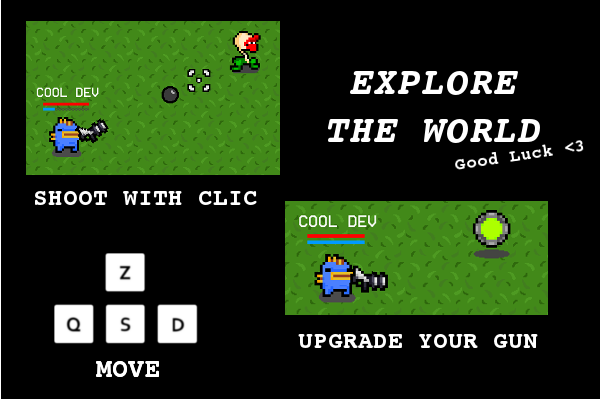 COOL DEV
SHOOT WITH CLIC
EXPLORE
THE WORLD
Good Luck <3
Z
Q S D
MOVE
COOL DEV
UPGRADE YOUR GUN